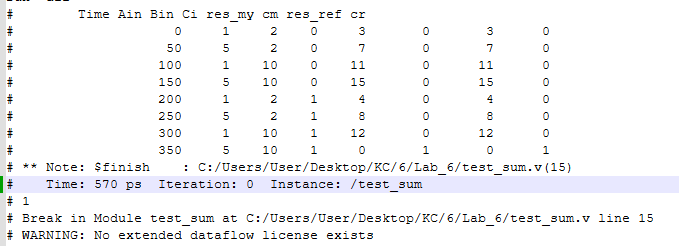 #        Time Ain Bin Ci res_my cm res_ref cr
#                   0     1     2     0     3       0       3       0
#                  50     5     2     0     7       0       7       0
#                 100     1    10     0    11       0      11       0
#                 150     5    10     0    15       0      15       0
#                 200     1     2     1     4       0       4       0
#                 250     5     2     1     8       0       8       0
#                 300     1    10     1    12       0      12       0
#                 350     5    10     1     0       1       0       1
# ** Note: $finish    : C:/Users/User/Desktop/KC/6/Lab_6/test_sum.v(15)
#    Time: 570 ps  Iteration: 0  Instance: /test_sum
# 1
# Break in Module test_sum at C:/Users/User/Desktop/KC/6/Lab_6/test_sum.v line 15
# WARNING: No extended dataflow license exists